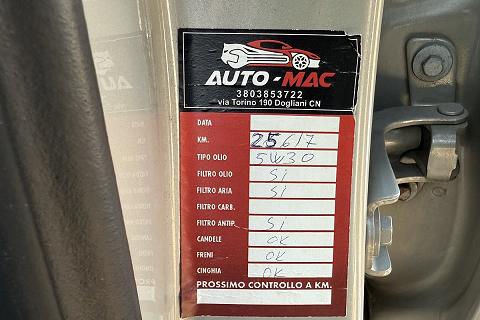 AUTO-MAC
3803853722
via Torino 190 Dogliani CN
DATA
KM. 25617
TIPO OLIO 5W30
FILTRO OLIO Si
FILTRO ARIA Si
FILTRO CARB.
FILTRO ANTIP. Si
CANDELE OK
FRENI OK
CINGHIA OK
PROSSIMO CONTROLLO A KM.